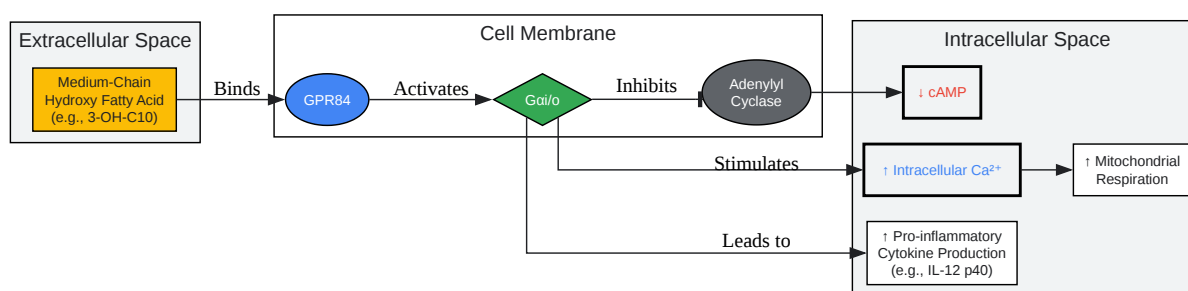 Extracellular Space
Medium-Chain
Hydroxy Fatty Acid
(e.g., 3-OH-C10)
Binds
Cell Membrane
GPR84
Activates
Gαi/o
Inhibits
Adenylyl
Cyclase
Intracellular Space
↓ cAMP
Stimulates
↑ Intracellular Ca²⁺
↑ Mitochondrial
Respiration
Leads to
↑ Pro-inflammatory
Cytokine Production
(e.g., IL-12 p40)